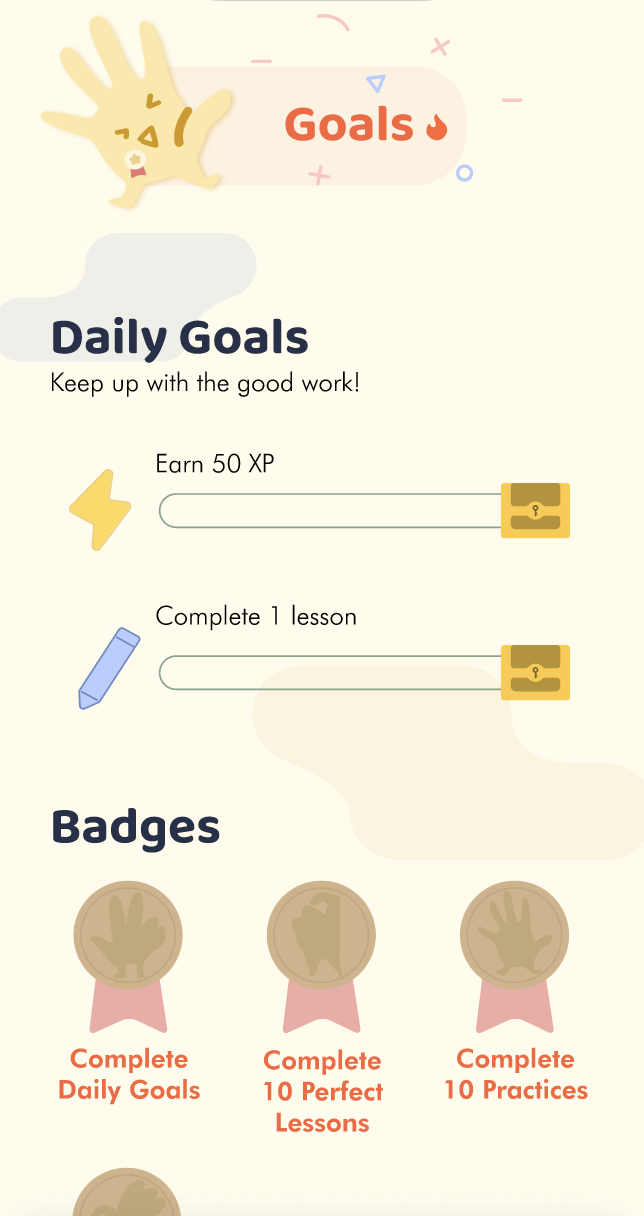 Goals
Daily Goals
Keep up with the good work!
Earn 50 XP
Complete 1 lesson
Badges
Complete
Daily Goals
Complete
10 Perfect
Lessons
Complete
10 Practices